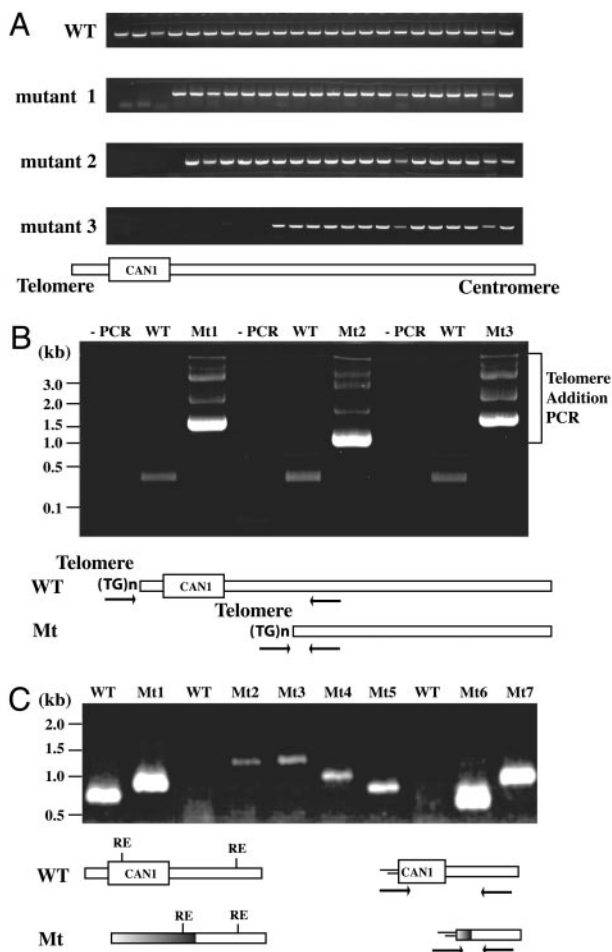 A
WT
mutant 1
mutant 2
mutant 3
CAN1
Telomere Centromere
B
(kb)
- PCR WT Mt1 - PCR WT Mt2 - PCR WT Mt3
3.0
2.0
1.5
1.0
0.5
0.1
Telomere
Addition
PCR
Telomere
WT (TG)n CAN1
Telomere
Mt (TG)n
C
(kb)
WT Mt1 WT Mt2 Mt3 Mt4 Mt5 WT Mt6 Mt7
2.0
1.0
0.5
RE RE
WT CAN1 CAN1
RE RE
Mt